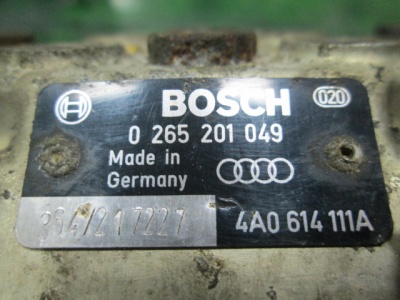 BOSCH
020
0 265 201 049
Made in
Germany
4A0 614 111A